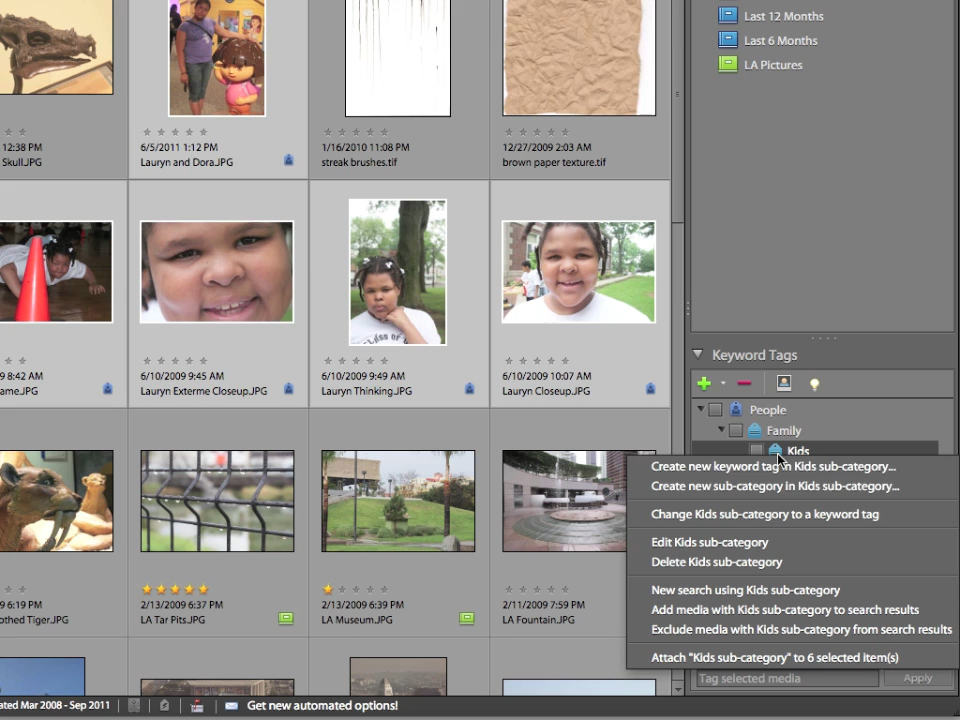 Last 12 Months
Last 6 Months
LA Pictures
12:38 PM
Skull.JPG
6/5/2011 1:12 PM
Lauryn and Dora.JPG
1/16/2010 11:08 PM
streak brushes.tif
12/27/2009 2:03 AM
brown paper texture.tif
9 8:42 AM
ame.JPG
6/10/2009 9:45 AM
Lauryn Exterme Closeup.JPG
6/10/2009 9:49 AM
Lauryn Thinking.JPG
6/10/2009 10:07 AM
Lauryn Closeup.JPG
Keyword Tags
People
Family
Kids
Create new keyword tag in Kids sub-category...
Create new sub-category in Kids sub-category...
Change Kids sub-category to a keyword tag
Edit Kids sub-category
Delete Kids sub-category
New search using Kids sub-category
Add media with Kids sub-category to search results
Exclude media with Kids sub-category from search results
Attach "Kids sub-category" to 6 selected item(s)
9 6:19 PM
othed Tiger.JPG
2/13/2009 6:37 PM
LA Tar Pits.JPG
2/13/2009 6:39 PM
LA Museum.JPG
2/11/2009 7:59 PM
LA Fountain.JPG
Tag selected media
Apply
ated Mar 2008 - Sep 2011
Get new automated options!